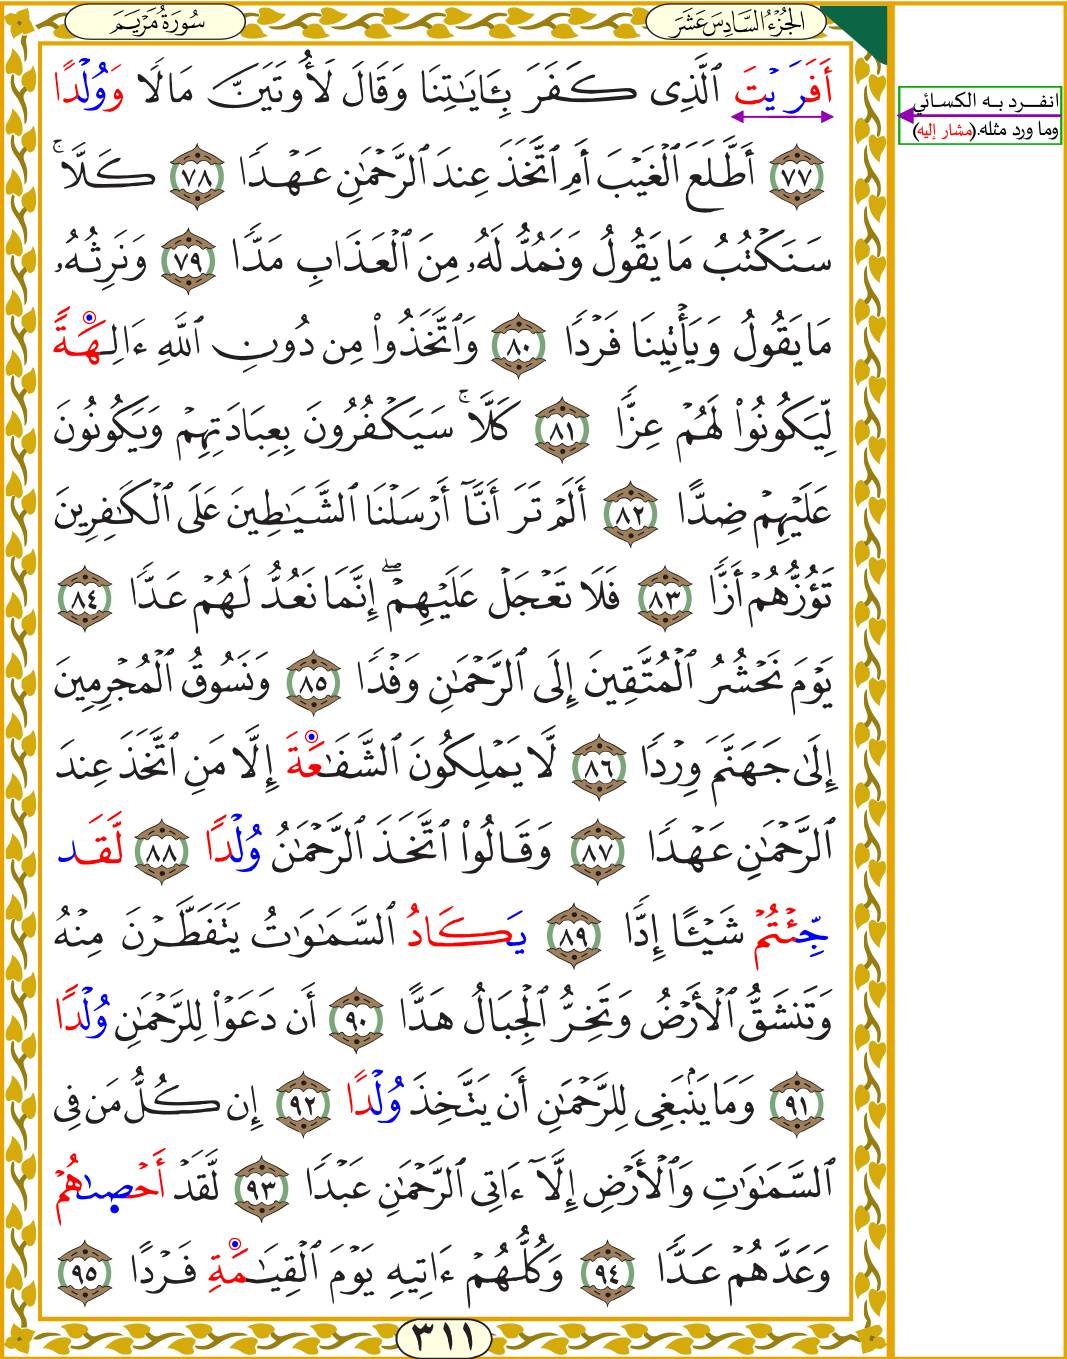 سُورَةُ مَرۡيَمَ
الجُزْءُ السَّادِسَ عَشَرَ
أَفَرَيۡتَ ٱلَّذِى كَفَرَ بِـَٔايَٰتِنَا وَقَالَ لَأُوتَيَنَّ مَالٗا وَوُلۡدًا
٧٧ أَطَّلَعَ ٱلۡغَيۡبَ أَمِ ٱتَّخَذَ عِندَ ٱلرَّحۡمَٰنِ عَهۡدٗا ٧٨ كَلَّاۚ
سَنَكۡتُبُ مَا يَقُولُ وَنَمُدُّ لَهُۥ مِنَ ٱلۡعَذَابِ مَدّٗا ٧٩ وَنَرِثُهُۥ
مَا يَقُولُ وَيَأۡتِينَا فَرۡدٗا ٨٠ وَٱتَّخَذُواْ مِن دُونِ ٱللَّهِ ءَالِهَةٗ
لِّيَكُونُواْ لَهُمۡ عِزّٗا ٨١ كَلَّاۚ سَيَكۡفُرُونَ بِعِبَادَتِهِمۡ وَيَكُونُونَ
عَلَيۡهِمۡ ضِدًّا ٨٢ أَلَمۡ تَرَ أَنَّآ أَرۡسَلۡنَا ٱلشَّيَٰطِينَ عَلَى ٱلۡكَٰفِرِينَ
تَؤُزُّهُمۡ أَزّٗا ٨٣ فَلَا تَعۡجَلۡ عَلَيۡهِمۡۖ إِنَّمَا نَعُدُّ لَهُمۡ عَدّٗا ٨٤
يَوۡمَ نَحۡشُرُ ٱلۡمُتَّقِينَ إِلَى ٱلرَّحۡمَٰنِ وَفۡدٗا ٨٥ وَنَسُوقُ ٱلۡمُجۡرِمِينَ
إِلَىٰ جَهَنَّمَ وِرۡدٗا ٨٦ لَّا يَمۡلِكُونَ ٱلشَّفَٰعَةَ إِلَّا مَنِ ٱتَّخَذَ عِندَ
ٱلرَّحۡمَٰنِ عَهۡدٗا ٨٧ وَقَالُواْ ٱتَّخَذَ ٱلرَّحۡمَٰنُ وُلۡدًا ٨٨ لَّقَد
جِّئۡتُمۡ شَيۡـًٔا إِدّٗا ٨٩ يَكَادُ ٱلسَّمَٰوَٰتُ يَتَفَطَّرۡنَ مِنۡهُ
وَتَنشَقُّ ٱلۡأَرۡضُ وَتَخِرُّ ٱلۡجِبَالُ هَدًّا ٩٠ أَن دَعَوۡاْ لِلرَّحۡمَٰنِ وُلۡدًا
٩١ وَمَا يَنۢبَغِى لِلرَّحۡمَٰنِ أَن يَتَّخِذَ وُلۡدًا ٩٢ إِن كُلُّ مَن فِى
ٱلسَّمَٰوَٰتِ وَٱلۡأَرۡضِ إِلَّآ ءَاتِى ٱلرَّحۡمَٰنِ عَبۡدٗا ٩٣ لَّقَدۡ أَحۡصَىٰهُمۡ
وَعَدَّهُمۡ عَدّٗا ٩٤ وَكُلُّهُمۡ ءَاتِيهِ يَوۡمَ ٱلۡقِيَٰمَةِ فَرۡدًا ٩٥
٣١١
انفرد به الكسائي
وما ورد مثله.(مشار إليه)